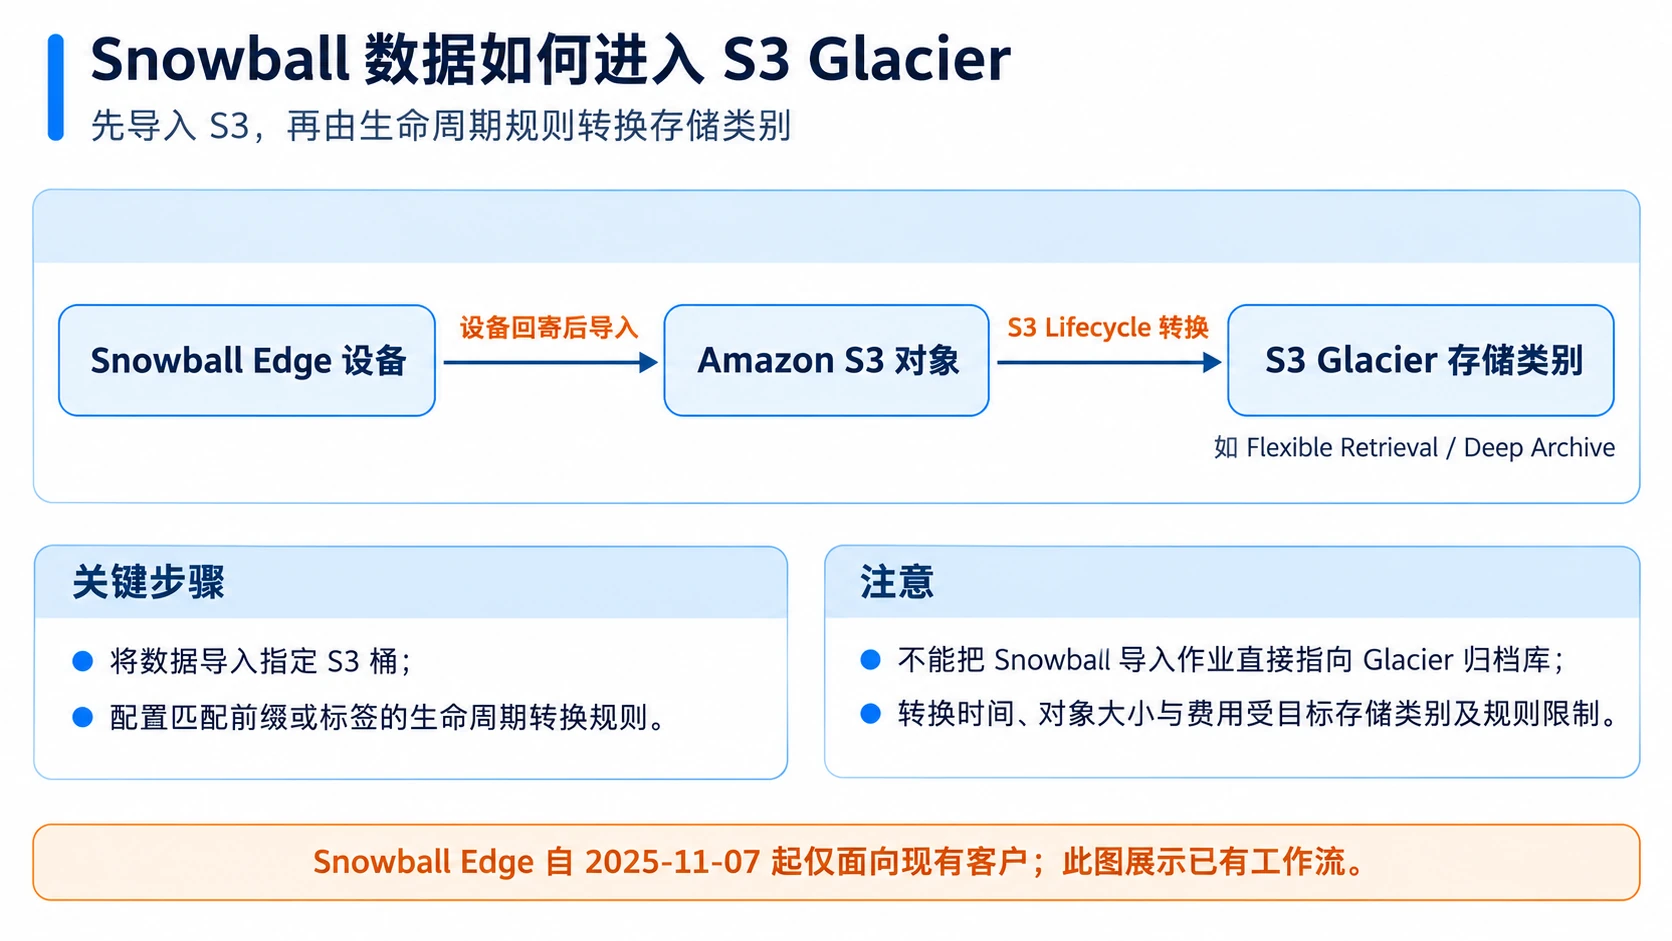 Snowball 数据如何进入 S3 Glacier
先导入 S3，再由生命周期规则转换存储类别
Snowball Edge 设备
设备回寄后导入
Amazon S3 对象
S3 Lifecycle 转换
S3 Glacier 存储类别
如 Flexible Retrieval / Deep Archive
关键步骤
将数据导入指定 S3 桶；
配置匹配前缀或标签的生命周期转换规则。
注意
不能把 Snowball 导入作业直接指向 Glacier 归档库；
转换时间、对象大小与费用受目标存储类别及规则限制。
Snowball Edge 自 2025-11-07 起仅面向现有客户；此图展示已有工作流。